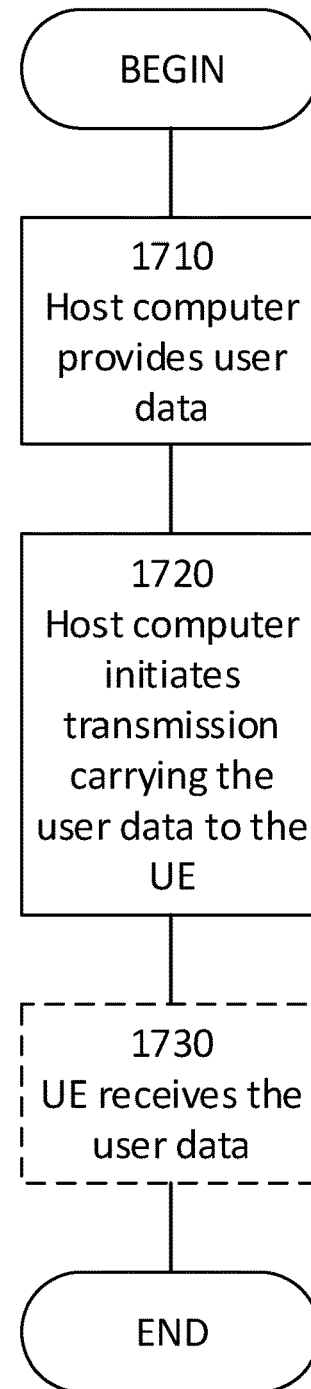 BEGIN
1710
Host computer
provides user
data
1720
Host computer
initiates
transmission
carrying the
user data to the
UE
1730
UE receives the
user data
END